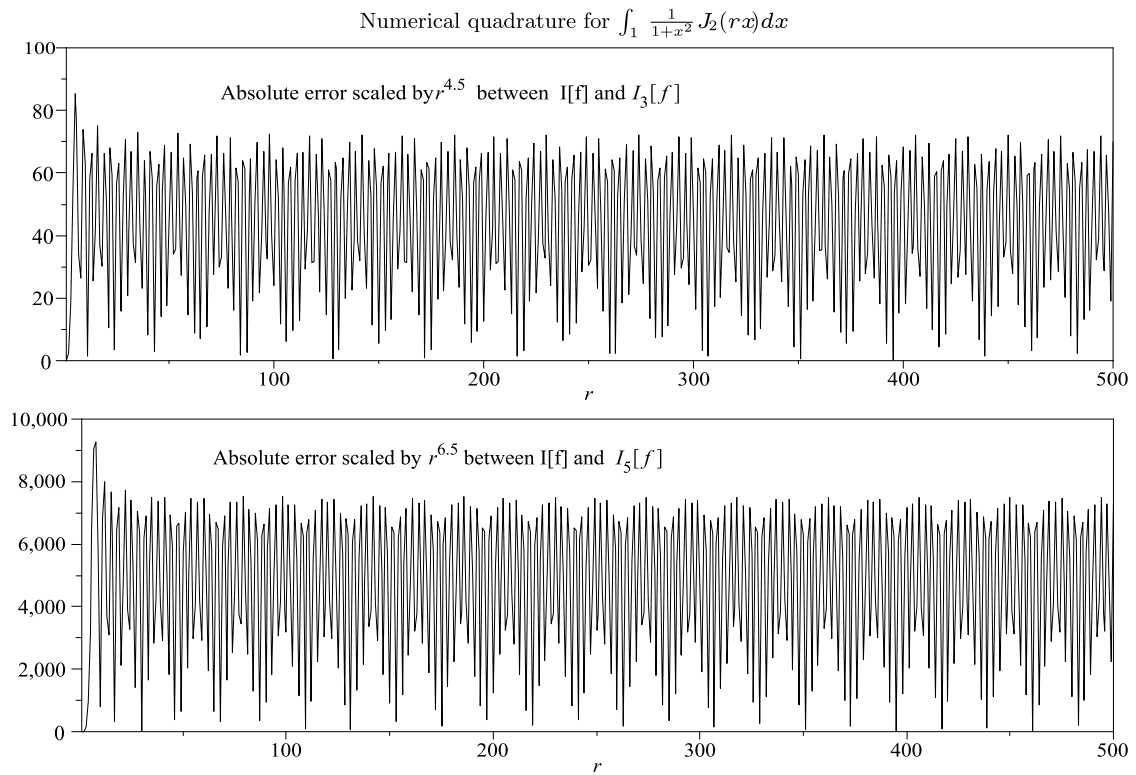 Numerical quadrature for ∫₁ 1/(1+x²) J₂(rx)dx
100
Absolute error scaled by r^4.5 between I[f] and I₃[f]
80
60
40
20
0
100 200 300 400 500
r
10,000
Absolute error scaled by r^6.5 between I[f] and I₅[f]
8,000
6,000
4,000
2,000
0
100 200 300 400 500
r